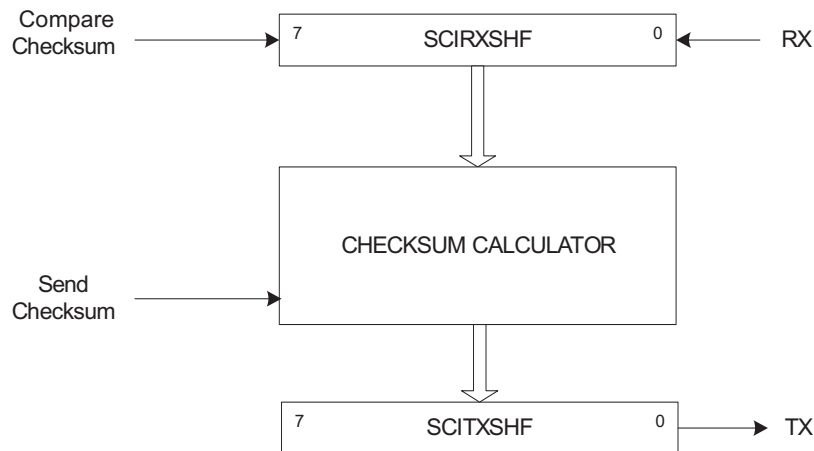 Compare
Checksum
7 SCIRXSHF 0
RX
CHECKSUM CALCULATOR
Send
Checksum
7 SCITXSHF 0
TX